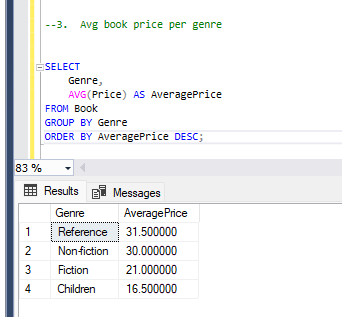 --3.  Avg book price per genre
SELECT
Genre,
AVG(Price) AS AveragePrice
FROM Book
GROUP BY Genre
ORDER BY AveragePrice DESC;
83 %
Results Messages
Genre AveragePrice
1 Reference 31.500000
2 Non-fiction 30.000000
3 Fiction 21.000000
4 Children 16.500000